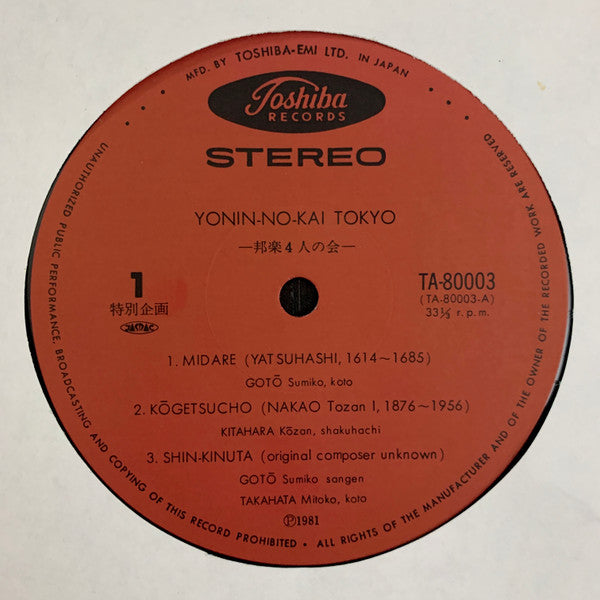 MFD. BY TOSHIBA-EMI LTD. IN JAPAN
Toshiba
RECORDS
STEREO
YONIN-NO-KAI TOKYO
―邦楽4人の会―
1
特別企画
JASRAC
TA-80003
(TA-80003-A)
33⅓ r.p.m.
1. MIDARE (YATSUHASHI, 1614~1685)
GOTŌ Sumiko, koto
2. KŌGETSUCHO (NAKAO Tozan I, 1876~1956)
KITAHARA Kōzan, shakuhachi
3. SHIN-KINUTA (original composer unknown)
GOTŌ Sumiko sangen
TAKAHATA Mitoko, koto
Ⓟ1981
UNAUTHORIZED PUBLIC PERFORMANCE, BROADCASTING AND COPYING OF THIS RECORD PROHIBITED • ALL RIGHTS OF THE MANUFACTURER AND OF THE OWNER OF THE RECORDED WORK ARE RESERVED